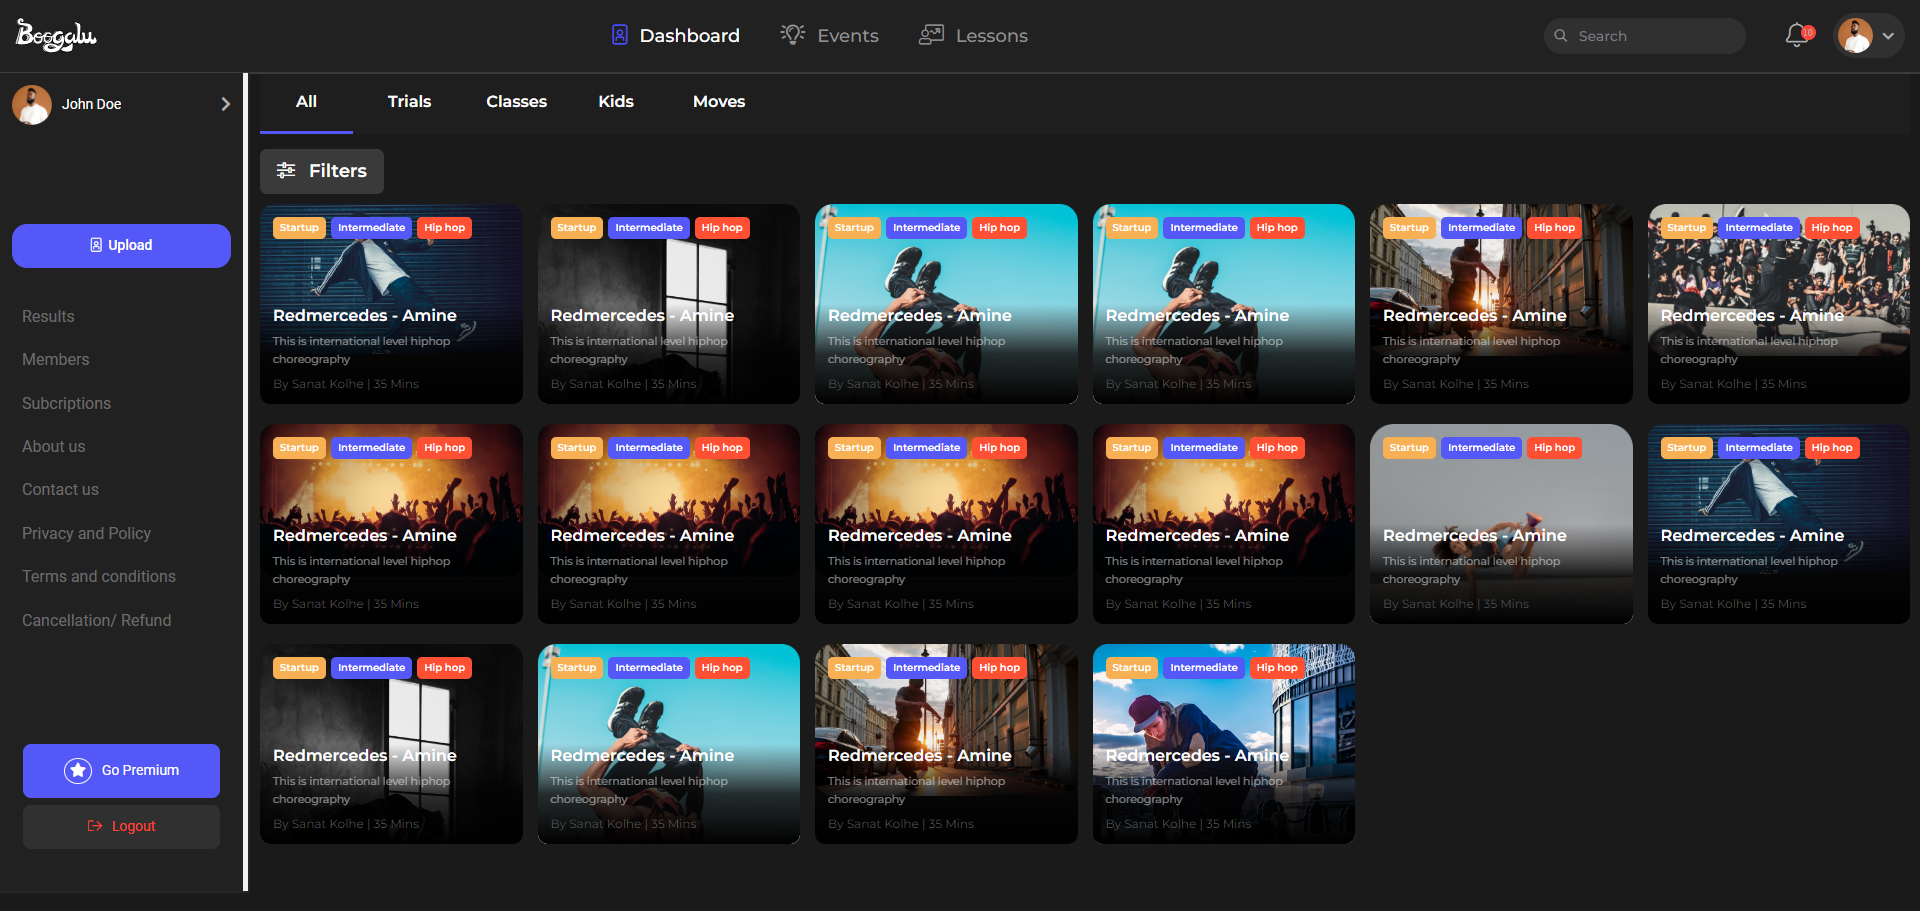 Boogalu
Dashboard
Events
Lessons
Search
10
John Doe
All
Trials
Classes
Kids
Moves
Filters
Upload
Results
Members
Subcriptions
About us
Contact us
Privacy and Policy
Terms and conditions
Cancellation/ Refund
Go Premium
Logout
Startup Intermediate Hip hop
Redmercedes - Amine
This is international level hiphop
choreography
By Sanat Kolhe | 35 Mins
Startup Intermediate Hip hop
Redmercedes - Amine
This is international level hiphop
choreography
By Sanat Kolhe | 35 Mins
Startup Intermediate Hip hop
Redmercedes - Amine
This is international level hiphop
choreography
By Sanat Kolhe | 35 Mins
Startup Intermediate Hip hop
Redmercedes - Amine
This is international level hiphop
choreography
By Sanat Kolhe | 35 Mins
Startup Intermediate Hip hop
Redmercedes - Amine
This is international level hiphop
choreography
By Sanat Kolhe | 35 Mins
Startup Intermediate Hip hop
Redmercedes - Amine
This is international level hiphop
choreography
By Sanat Kolhe | 35 Mins
Startup Intermediate Hip hop
Redmercedes - Amine
This is international level hiphop
choreography
By Sanat Kolhe | 35 Mins
Startup Intermediate Hip hop
Redmercedes - Amine
This is international level hiphop
choreography
By Sanat Kolhe | 35 Mins
Startup Intermediate Hip hop
Redmercedes - Amine
This is international level hiphop
choreography
By Sanat Kolhe | 35 Mins
Startup Intermediate Hip hop
Redmercedes - Amine
This is international level hiphop
choreography
By Sanat Kolhe | 35 Mins
Startup Intermediate Hip hop
Redmercedes - Amine
This is international level hiphop
choreography
By Sanat Kolhe | 35 Mins
Startup Intermediate Hip hop
Redmercedes - Amine
This is international level hiphop
choreography
By Sanat Kolhe | 35 Mins
Startup Intermediate Hip hop
Redmercedes - Amine
This is international level hiphop
choreography
By Sanat Kolhe | 35 Mins
Startup Intermediate Hip hop
Redmercedes - Amine
This is international level hiphop
choreography
By Sanat Kolhe | 35 Mins
Startup Intermediate Hip hop
Redmercedes - Amine
This is international level hiphop
choreography
By Sanat Kolhe | 35 Mins
Startup Intermediate Hip hop
Redmercedes - Amine
This is international level hiphop
choreography
By Sanat Kolhe | 35 Mins